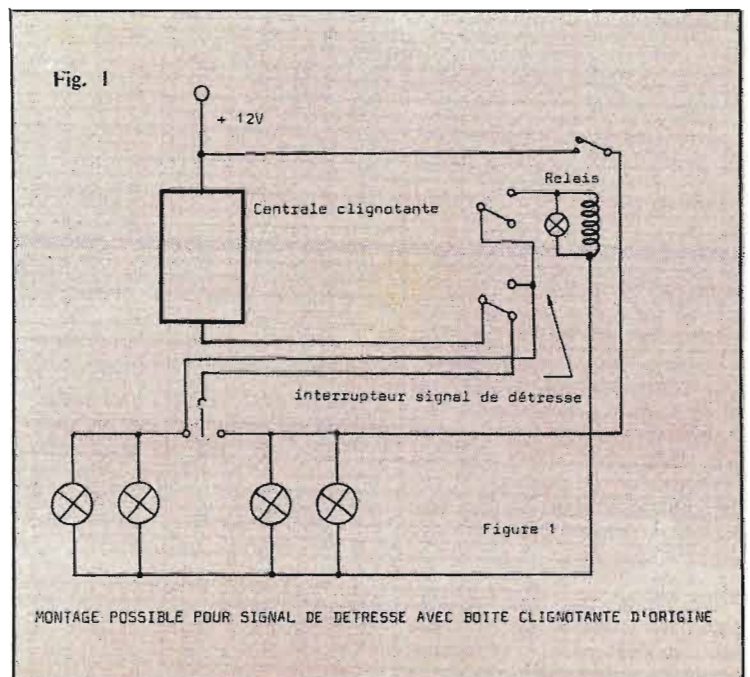 Fig. 1
+ 12V
Relais
Centrale clignotante
interrupteur signal de détresse
Figure 1
MONTAGE POSSIBLE POUR SIGNAL DE DETRESSE AVEC BOITE CLIGNOTANTE D'ORIGINE